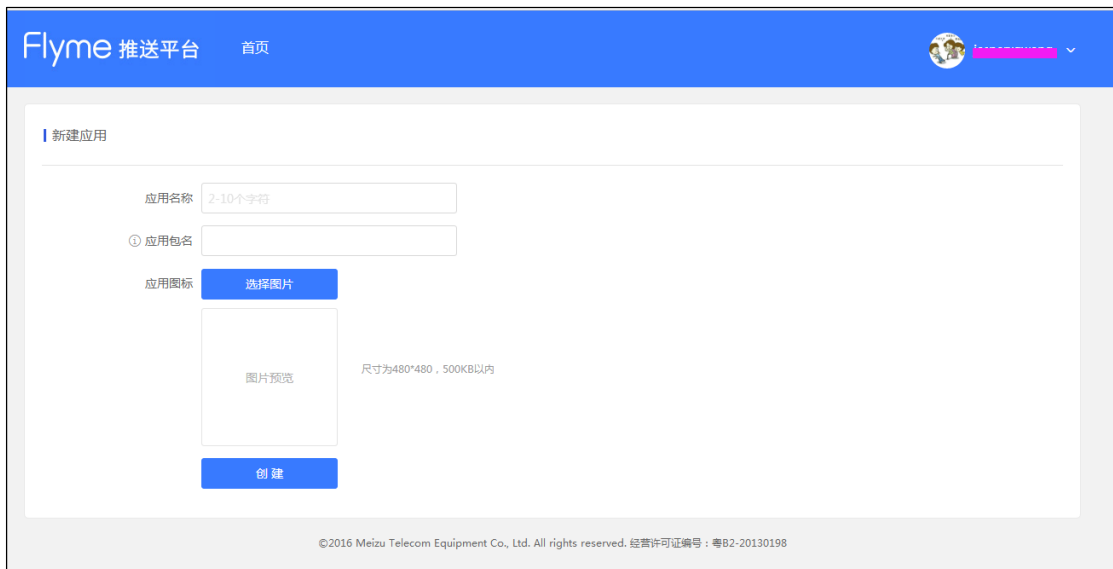 Flyme 推送平台 首页
新建应用
应用名称 2-10个字符
应用包名
应用图标 选择图片
图片预览 尺寸为480*480，500KB以内
创 建
©2016 Meizu Telecom Equipment Co., Ltd. All rights reserved. 经营许可证编号：粤B2-20130198